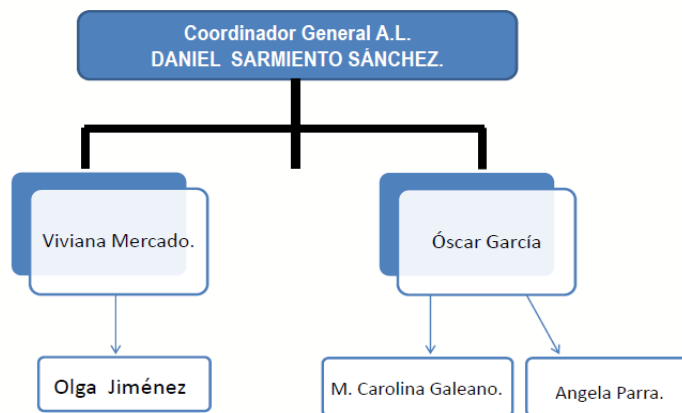 Coordinador General A.L.
DANIEL SARMIENTO SÁNCHEZ.
Viviana Mercado.
Óscar García
Olga Jiménez
M. Carolina Galeano.
Angela Parra.